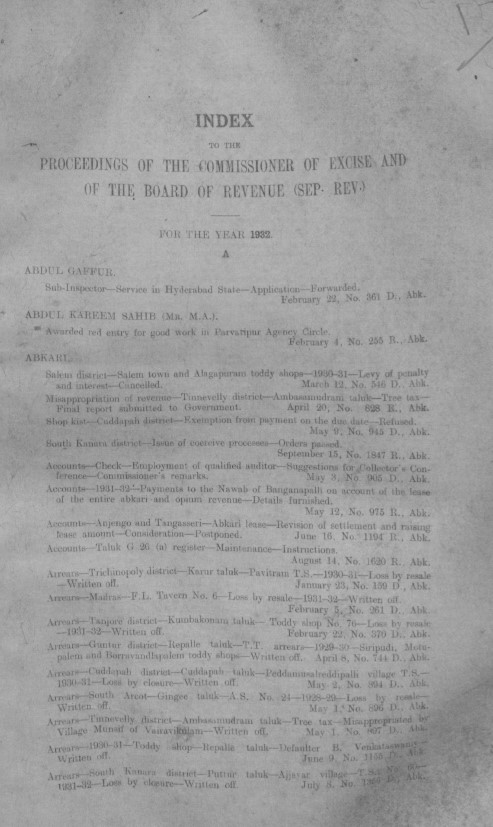 INDEX
TO THE
PROCEEDINGS OF THE COMMISSIONER OF EXCISE AND
OF THE BOARD OF REVENUE (SEP. REV.)
FOR THE YEAR 1932.
A
ABDUL GAFFUR.
Sub-Inspector—Service in Hyderabad State—Application—Forwarded.
February 22, No. 361 D., Abk.
ABDUL KAREEM SAHIB (MR. M.A.).
Awarded red entry for good work in Parvatipur Agency Circle.
February 4, No. 255 R., Abk.
ABKARI.
Salem district—Salem town and Alagapuram toddy shops—1930-31—Levy of penalty
and interest—Cancelled. March 12, No. 546 D., Abk.
Misappropriation of revenue—Tinnevelly district—Ambasamudram taluk—Tree tax—
Final report submitted to Government. April 20, No. 628 R., Abk.
Shop kist—Cuddapah district—Exemption from payment on the due date—Refused.
May 9, No. 945 D., Abk.
South Kanara district—Issue of coercive processes—Orders passed.
September 15, No. 1847 R., Abk.
Accounts—Check—Employment of qualified auditor—Suggestions for Collector's Con-
ference—Commissioner's remarks. May 3, No. 905 D., Abk.
Accounts—1931-32—Payments to the Nawab of Banganapalli on account of the lease
of the entire abkari and opium revenue—Details furnished.
May 12, No. 975 R., Abk.
Accounts—Anjengo and Tangasseri—Abkari lease—Revision of settlement and raising
lease amount—Consideration—Postponed. June 16, No. 1194 R., Abk.
Accounts—Taluk G 26 (a) register—Maintenance—Instructions.
August 14, No. 1620 R., Abk.
Arrears—Trichinopoly district—Karur taluk—Pavitram T.S.—1930-31—Loss by resale
—Written off. January 23, No. 159 D., Abk.
Arrears—Madras—F.L. Tavern No. 6—Loss by resale—1931-32—Written off.
February 5, No. 261 D., Abk.
Arrears—Tanjore district—Kumbakonam taluk—Toddy shop No. 76—Loss by resale
—1931-32—Written off. February 22, No. 370 D., Abk.
Arrears—Guntur district—Repalle taluk—T.T. arrears—1929-30—Siripudi, More-
palem and Borravandlapalem toddy shops—Written off. April 8, No. 744 D., Abk.
Arrears—Cuddapah district—Cuddapah taluk—Peddamusalreddipalli village T.S.—
1930-31—Loss by closure—Written off. May 2, No. 894 D., Abk.
Arrears—South Arcot—Gingee taluk—A.S. No. 24—1928-29—Loss by resale—
Written off. May 1, No. 896 D., Abk.
Arrears—Tinnevelly district—Ambasamudram taluk—Tree tax—Misappropriated by
Village Munsif of—Written off. May 1, No. 907 D., Abk.
Arrears—1930-31—Toddy shop—Repalle taluk—Defaulter B.
Written off. June 9, No. D., Abk.
Arrears—South Kanara district—Puttur taluk—village—T.S.
1931-32—Loss by closure—Written off. July 8, No. Abk.